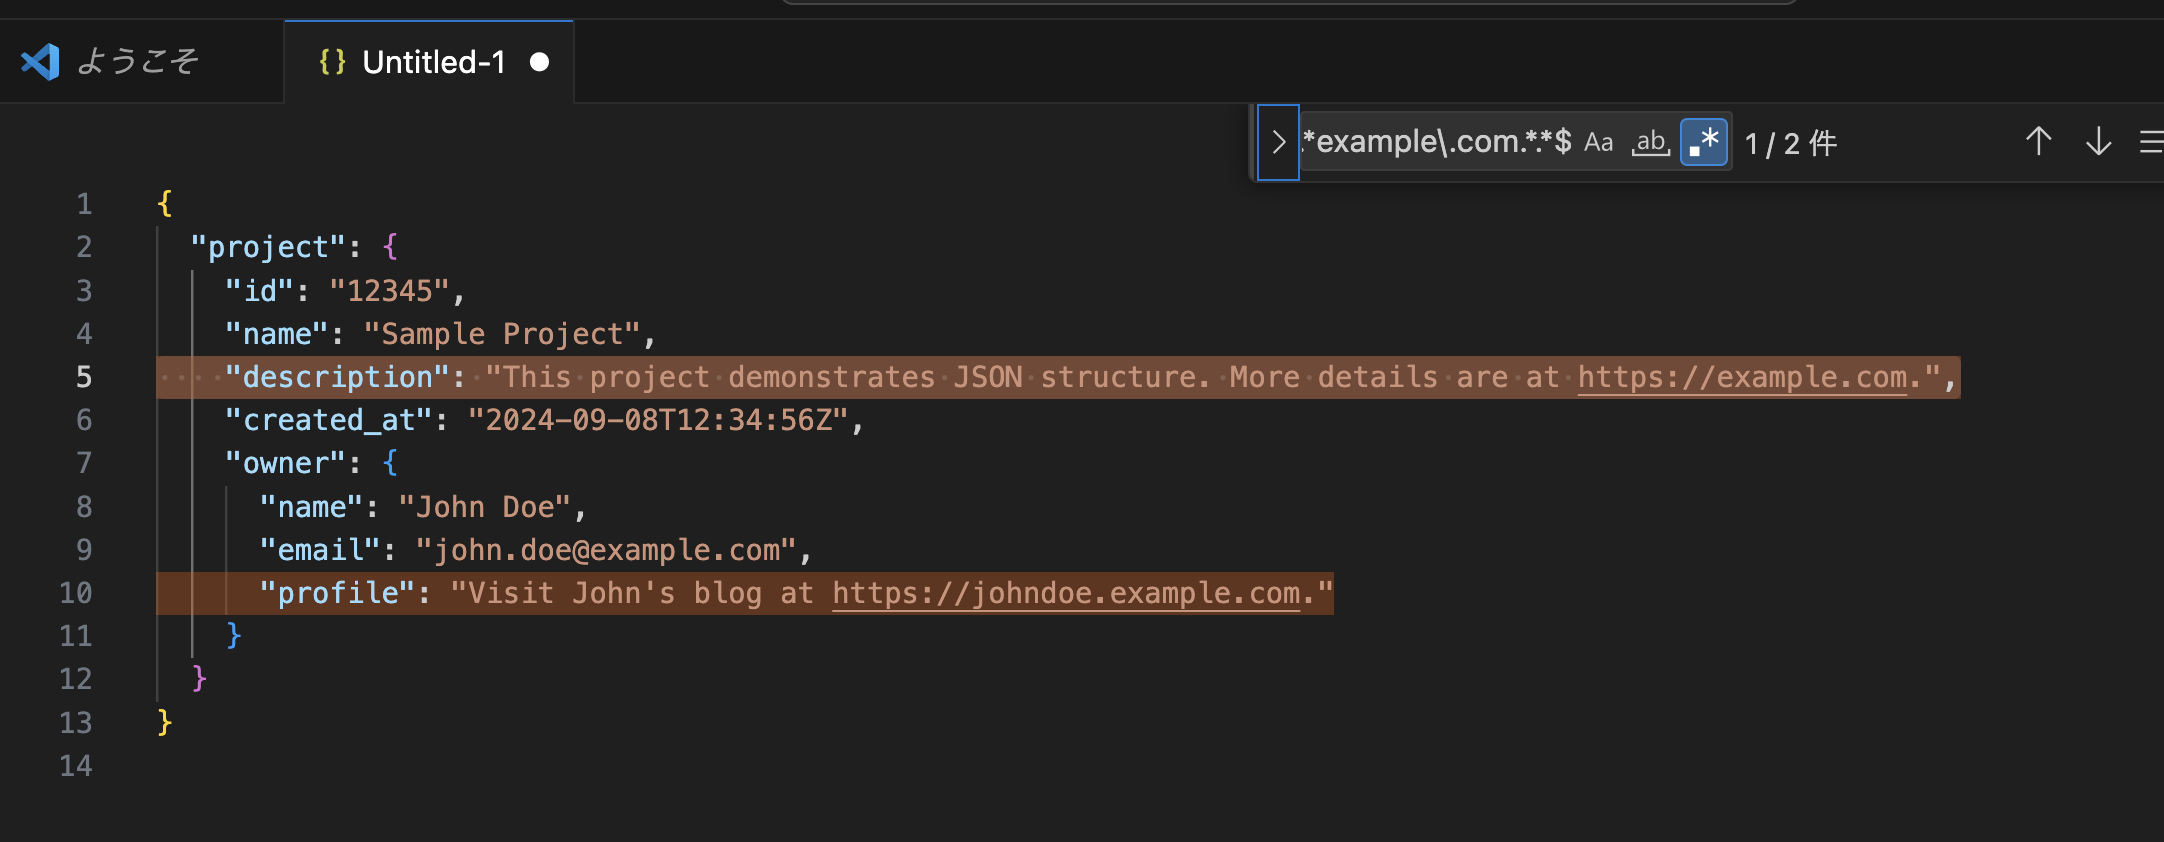 ようこそ
{} Untitled-1
.*example\.com.*.**$ Aa ab .* 1 / 2 件
1 {
2 "project": {
3 "id": "12345",
4 "name": "Sample Project",
5 "description": "This project demonstrates JSON structure. More details are at https://example.com.",
6 "created_at": "2024-09-08T12:34:56Z",
7 "owner": {
8 "name": "John Doe",
9 "email": "john.doe@example.com",
10 "profile": "Visit John's blog at https://johndoe.example.com."
11 }
12 }
13 }
14